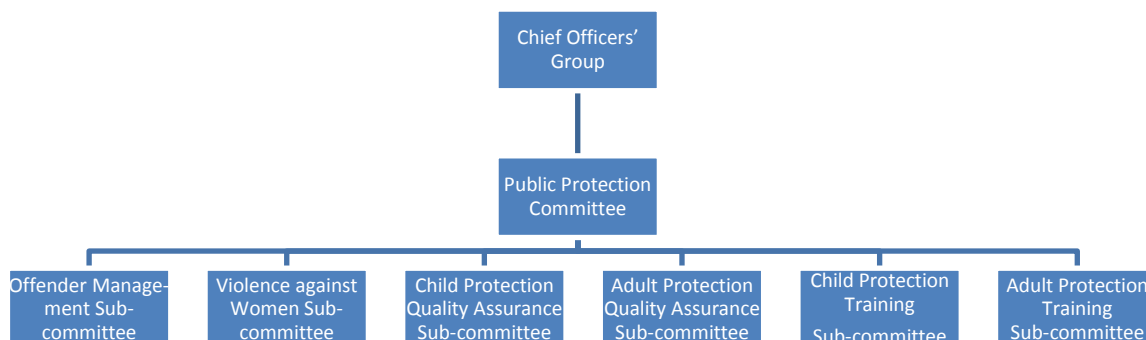 Chief Officers’
Group
Public Protection
Committee
Offender Manage-
ment Sub-
committee
Violence against
Women Sub-
committee
Child Protection
Quality Assurance
Sub-committee
Adult Protection
Quality Assurance
Sub-committee
Child Protection
Training
Sub-committee
Adult Protection
Training
Sub-committee